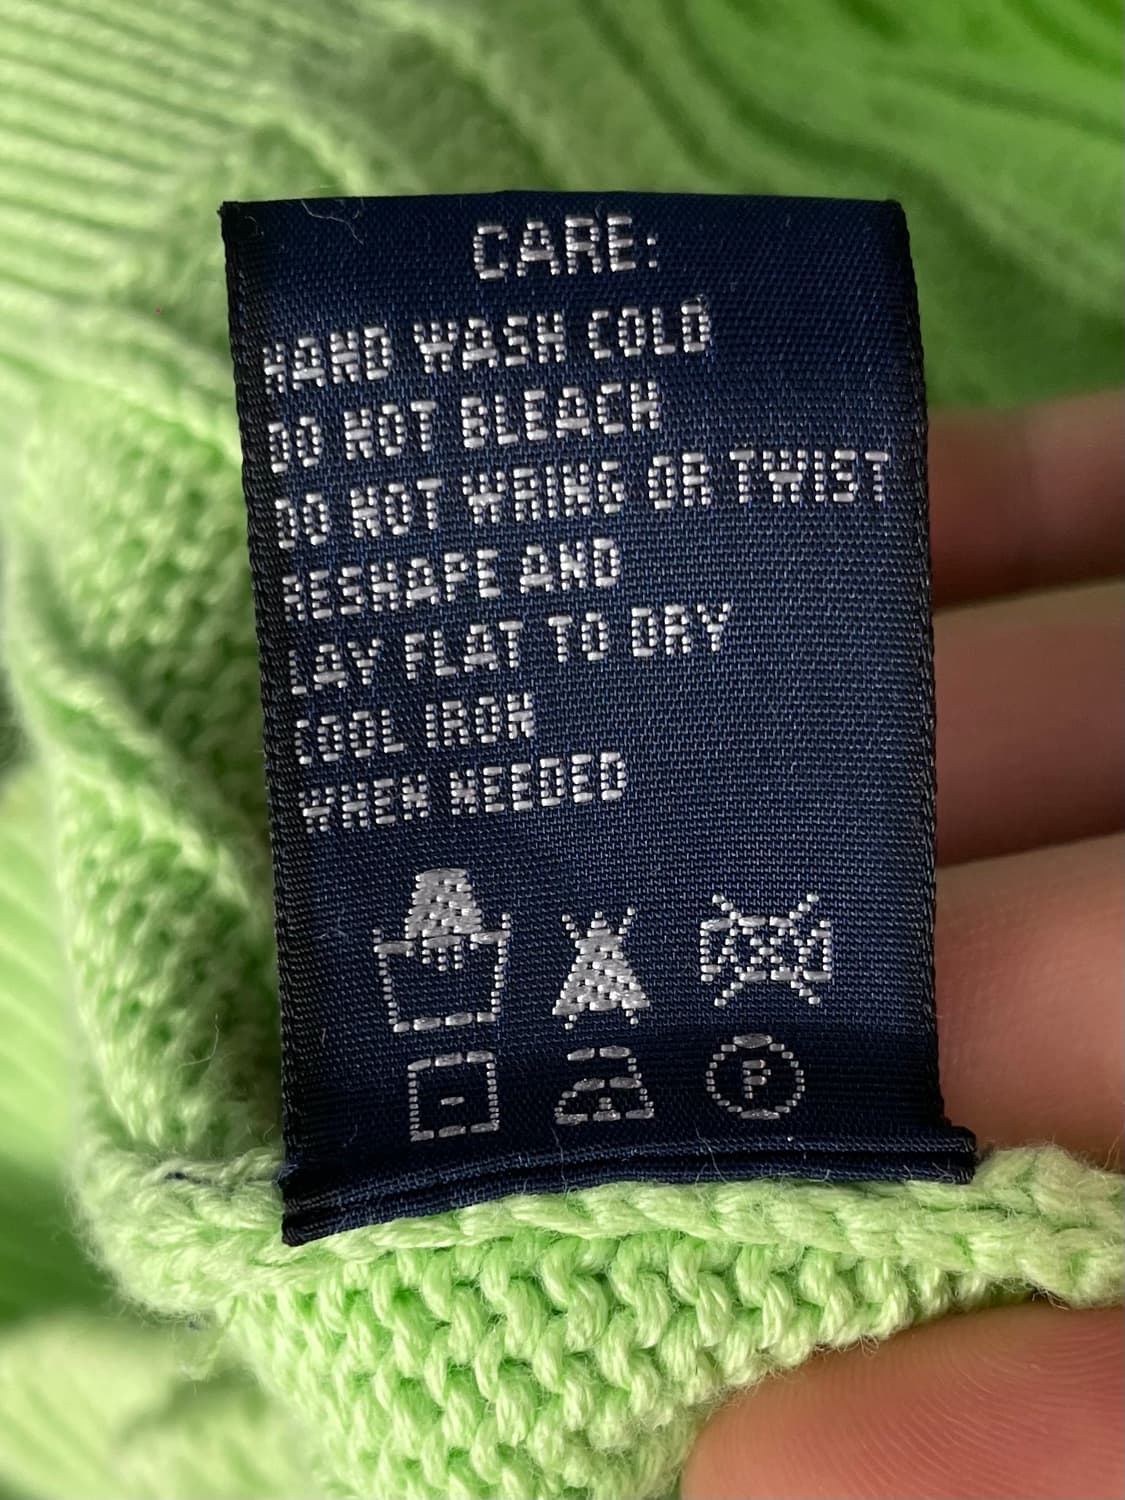 CARE:
HAND WASH COLD
DO NOT BLEACH
DO NOT WRING OR TWIST
RESHAPE AND
LAY FLAT TO DRY
COOL IRON
WHEN NEEDED
P